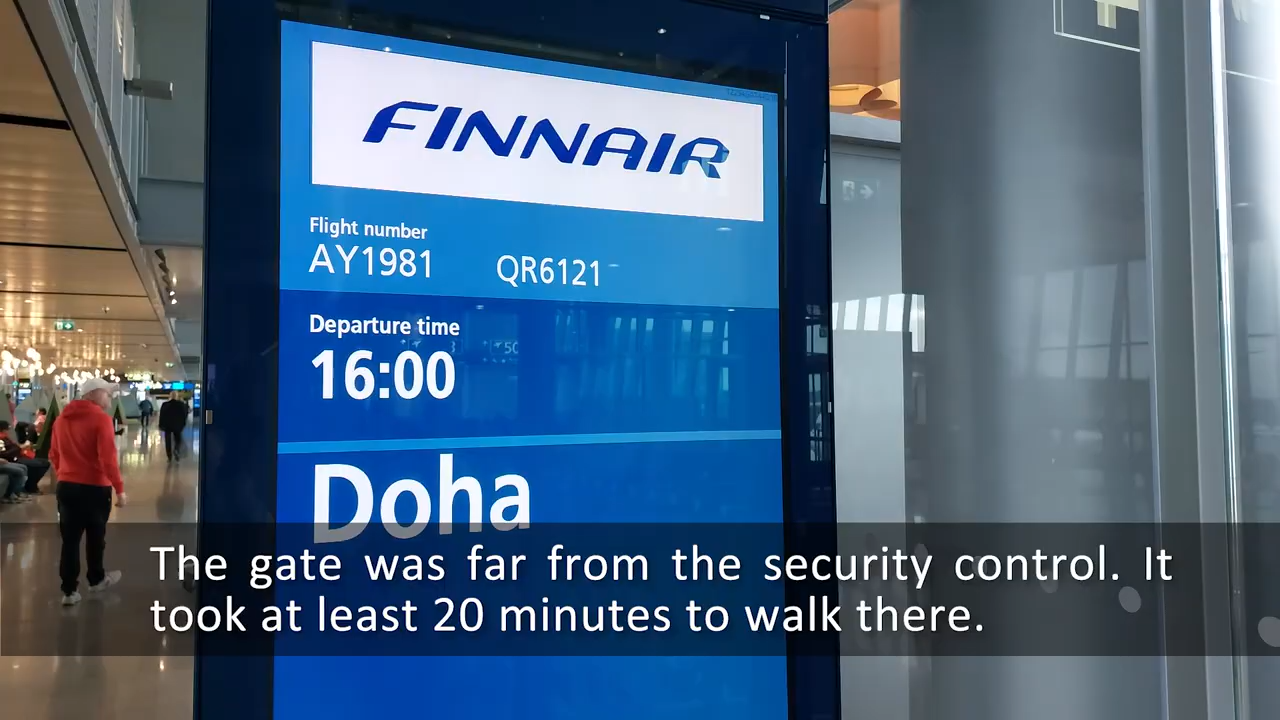 FINNAIR
Flight number
AY1981 QR6121
Departure time
16:00
Doha
The gate was far from the security control. It
took at least 20 minutes to walk there.